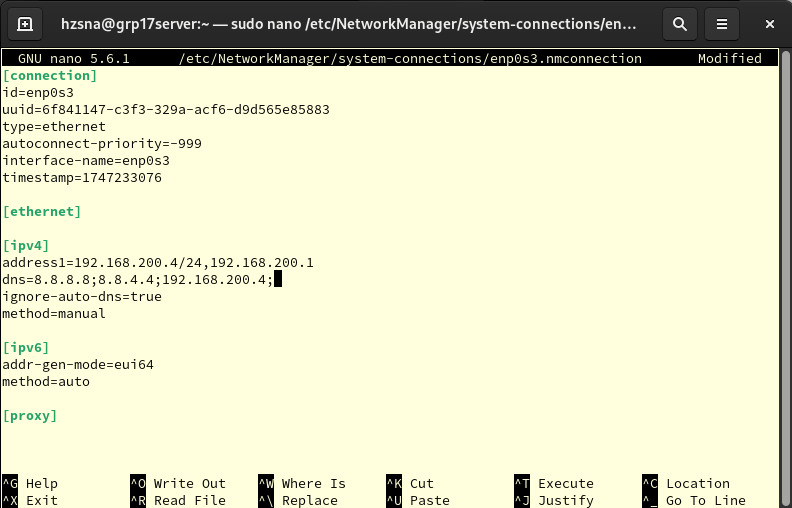 hzsna@grp17server:~ — sudo nano /etc/NetworkManager/system-connections/en…
GNU nano 5.6.1 /etc/NetworkManager/system-connections/enp0s3.nmconnection Modified
[connection]
id=enp0s3
uuid=6f841147-c3f3-329a-acf6-d9d565e85883
type=ethernet
autoconnect-priority=-999
interface-name=enp0s3
timestamp=1747233076
[ethernet]
[ipv4]
address1=192.168.200.4/24,192.168.200.1
dns=8.8.8.8;8.8.4.4;192.168.200.4;
ignore-auto-dns=true
method=manual
[ipv6]
addr-gen-mode=eui64
method=auto
[proxy]
^G Help ^O Write Out ^W Where Is ^K Cut ^T Execute ^C Location
^X Exit ^R Read File ^\ Replace ^U Paste ^J Justify ^_ Go To Line